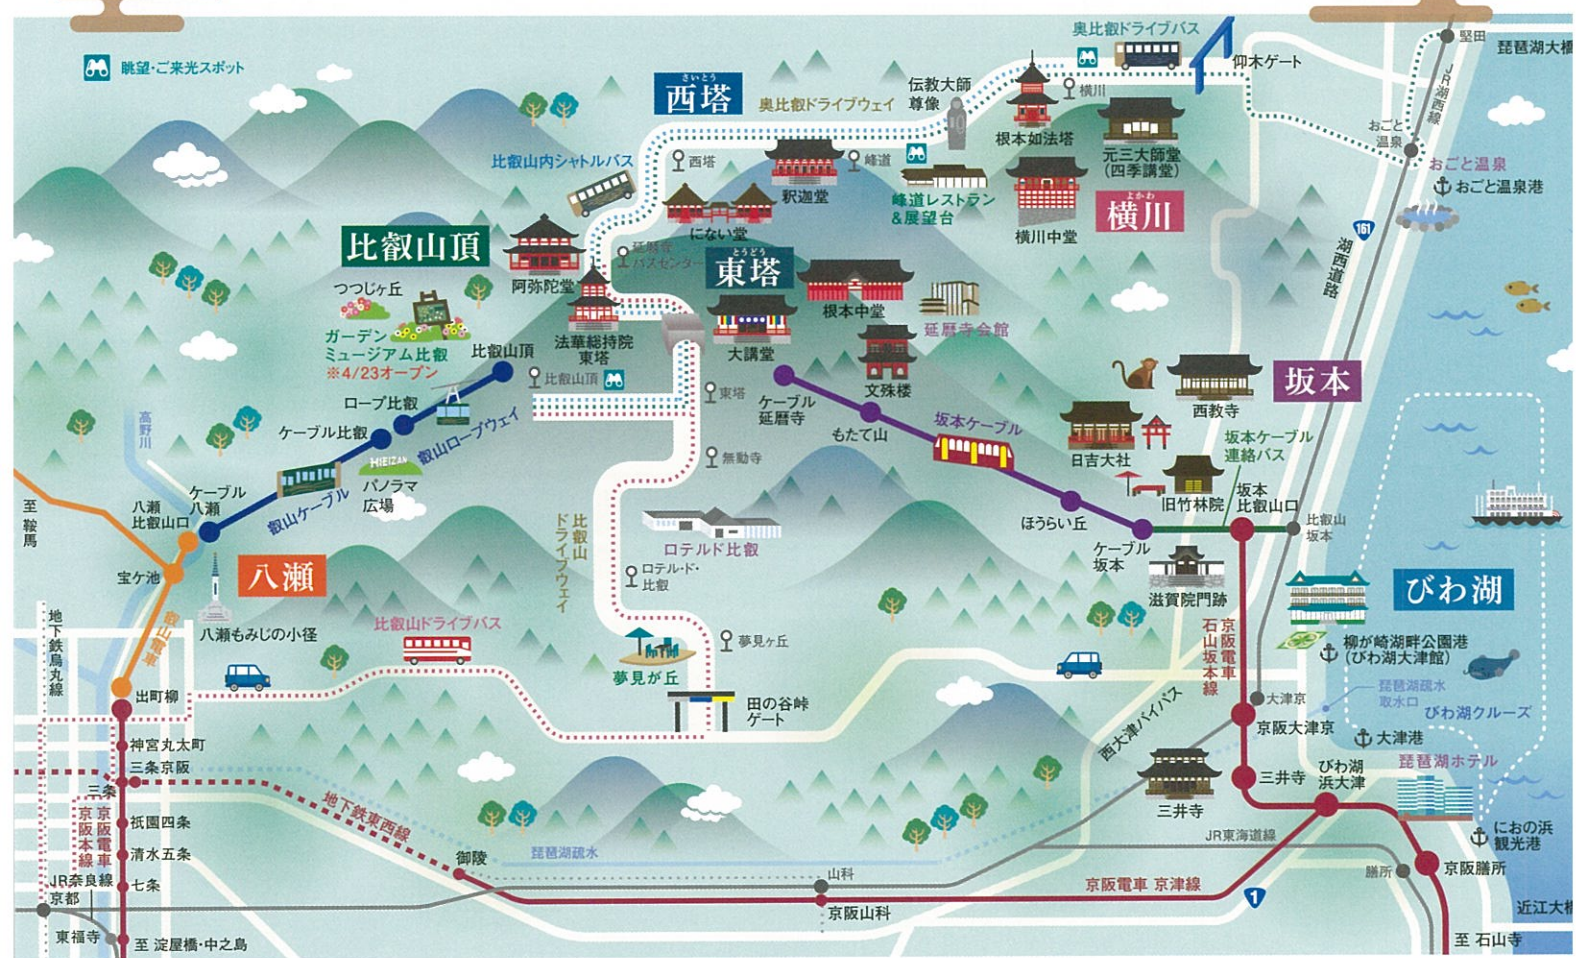 眺望・ご来光スポット
奥比叡ドライブバス
仰木ゲート
堅田
琵琶湖大橋
JR湖西線
さいとう
西塔
奥比叡ドライブウェイ
伝教大師
尊像
横川
根本如法塔
元三大師堂
(四季講堂)
おごと
温泉
おごと温泉
おごと温泉港
比叡山内シャトルバス
西塔
釈迦堂
峰道
峰道レストラン
&展望台
横川中堂
よかわ
横川
161
湖西道路
にない堂
比叡山頂
阿弥陀堂
延暦寺
バスセンター
とうどう
東塔
根本中堂
延暦寺会館
つつじヶ丘
ガーデン
ミュージアム比叡
※4/23オープン
比叡山頂
法華総持院
東塔
大講堂
文殊楼
比叡山頂
東塔
ケーブル
延暦寺
もたて山
坂本ケーブル
西教寺
坂本
日吉大社
坂本ケーブル
連絡バス
旧竹林院
坂本
比叡山口
比叡山
坂本
ロープ比叡
ケーブル比叡
叡山ロープウェイ
HIEIZAN
パノラマ
広場
叡山ケーブル
高野川
無動寺
ほうらい丘
ケーブル
坂本
滋賀院門跡
至 鞍馬
八瀬
比叡山口
ケーブル
八瀬
宝ケ池
八瀬
八瀬もみじの小径
叡山電車
地下鉄烏丸線
比叡山
ドライブウェイ
ロテルド比叡
ロテル・ド・
比叡
比叡山ドライブバス
夢見ヶ丘
夢見が丘
田の谷峠
ゲート
びわ湖
柳が崎湖畔公園港
(びわ湖大津館)
京阪電車
石山坂本線
大津京
京阪大津京
琵琶湖疏水
取水口
びわ湖クルーズ
大津港
西大津バイパス
出町柳
神宮丸太町
三条京阪
三条
祇園四条
清水五条
七条
京阪電車
京阪本線
JR奈良線
京都
東福寺
至 淀屋橋・中之島
地下鉄東西線
御陵
琵琶湖疏水
山科
京阪山科
京阪電車 京津線
三井寺
三井寺
びわ湖
浜大津
琵琶湖ホテル
JR東海道線
におの浜
観光港
膳所
京阪膳所
1
近江大橋
至 石山寺